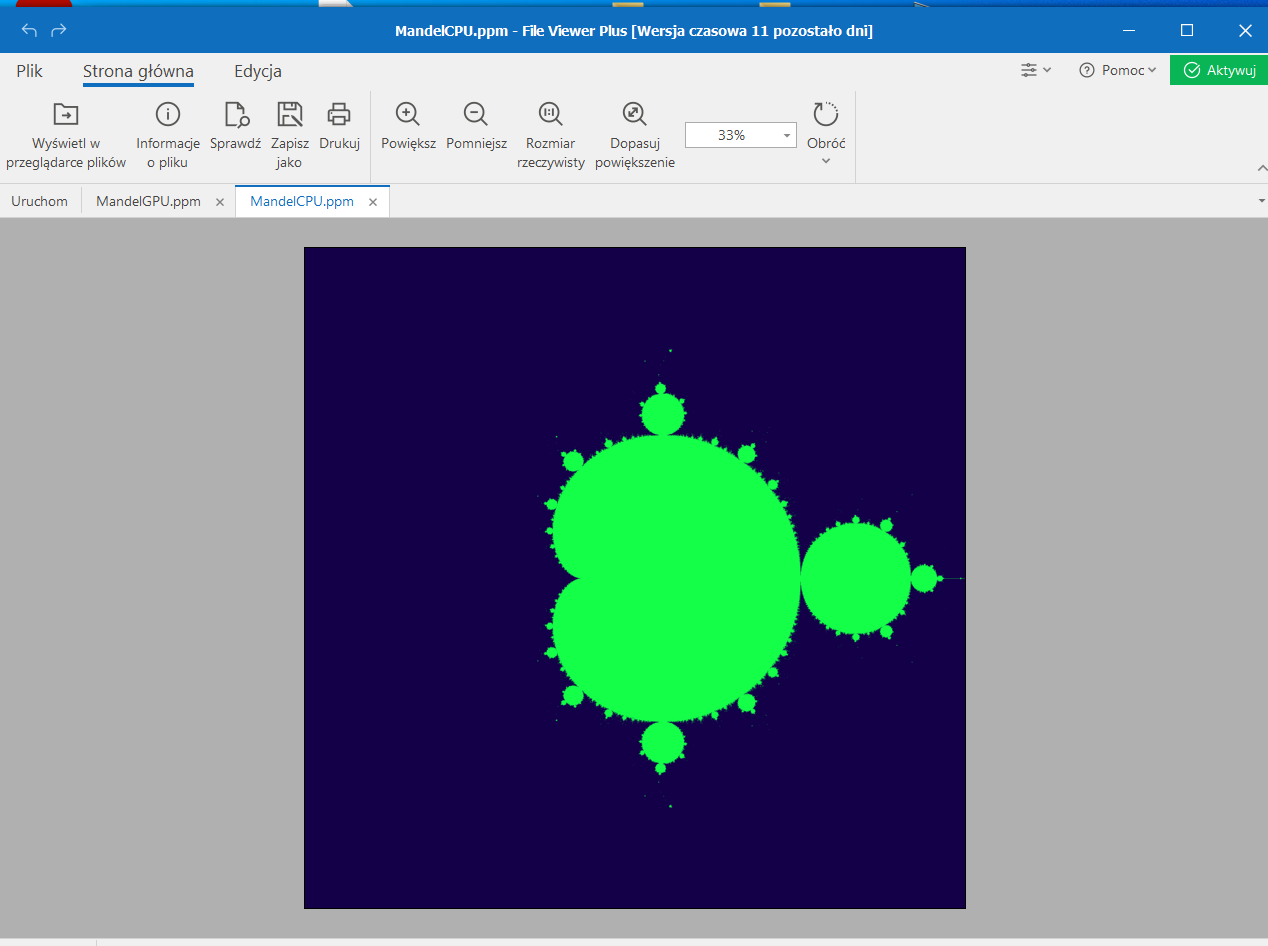 MandelCPU.ppm - File Viewer Plus [Wersja czasowa 11 pozostało dni]
Plik
Strona główna
Edycja
Pomoc
Aktywuj
Wyświetl w
przeglądarce plików
Informacje
o pliku
Sprawdź
Zapisz
jako
Drukuj
Powiększ
Pomniejsz
Rozmiar
rzeczywisty
Dopasuj
powiększenie
33%
Obróć
Uruchom
MandelGPU.ppm
MandelCPU.ppm